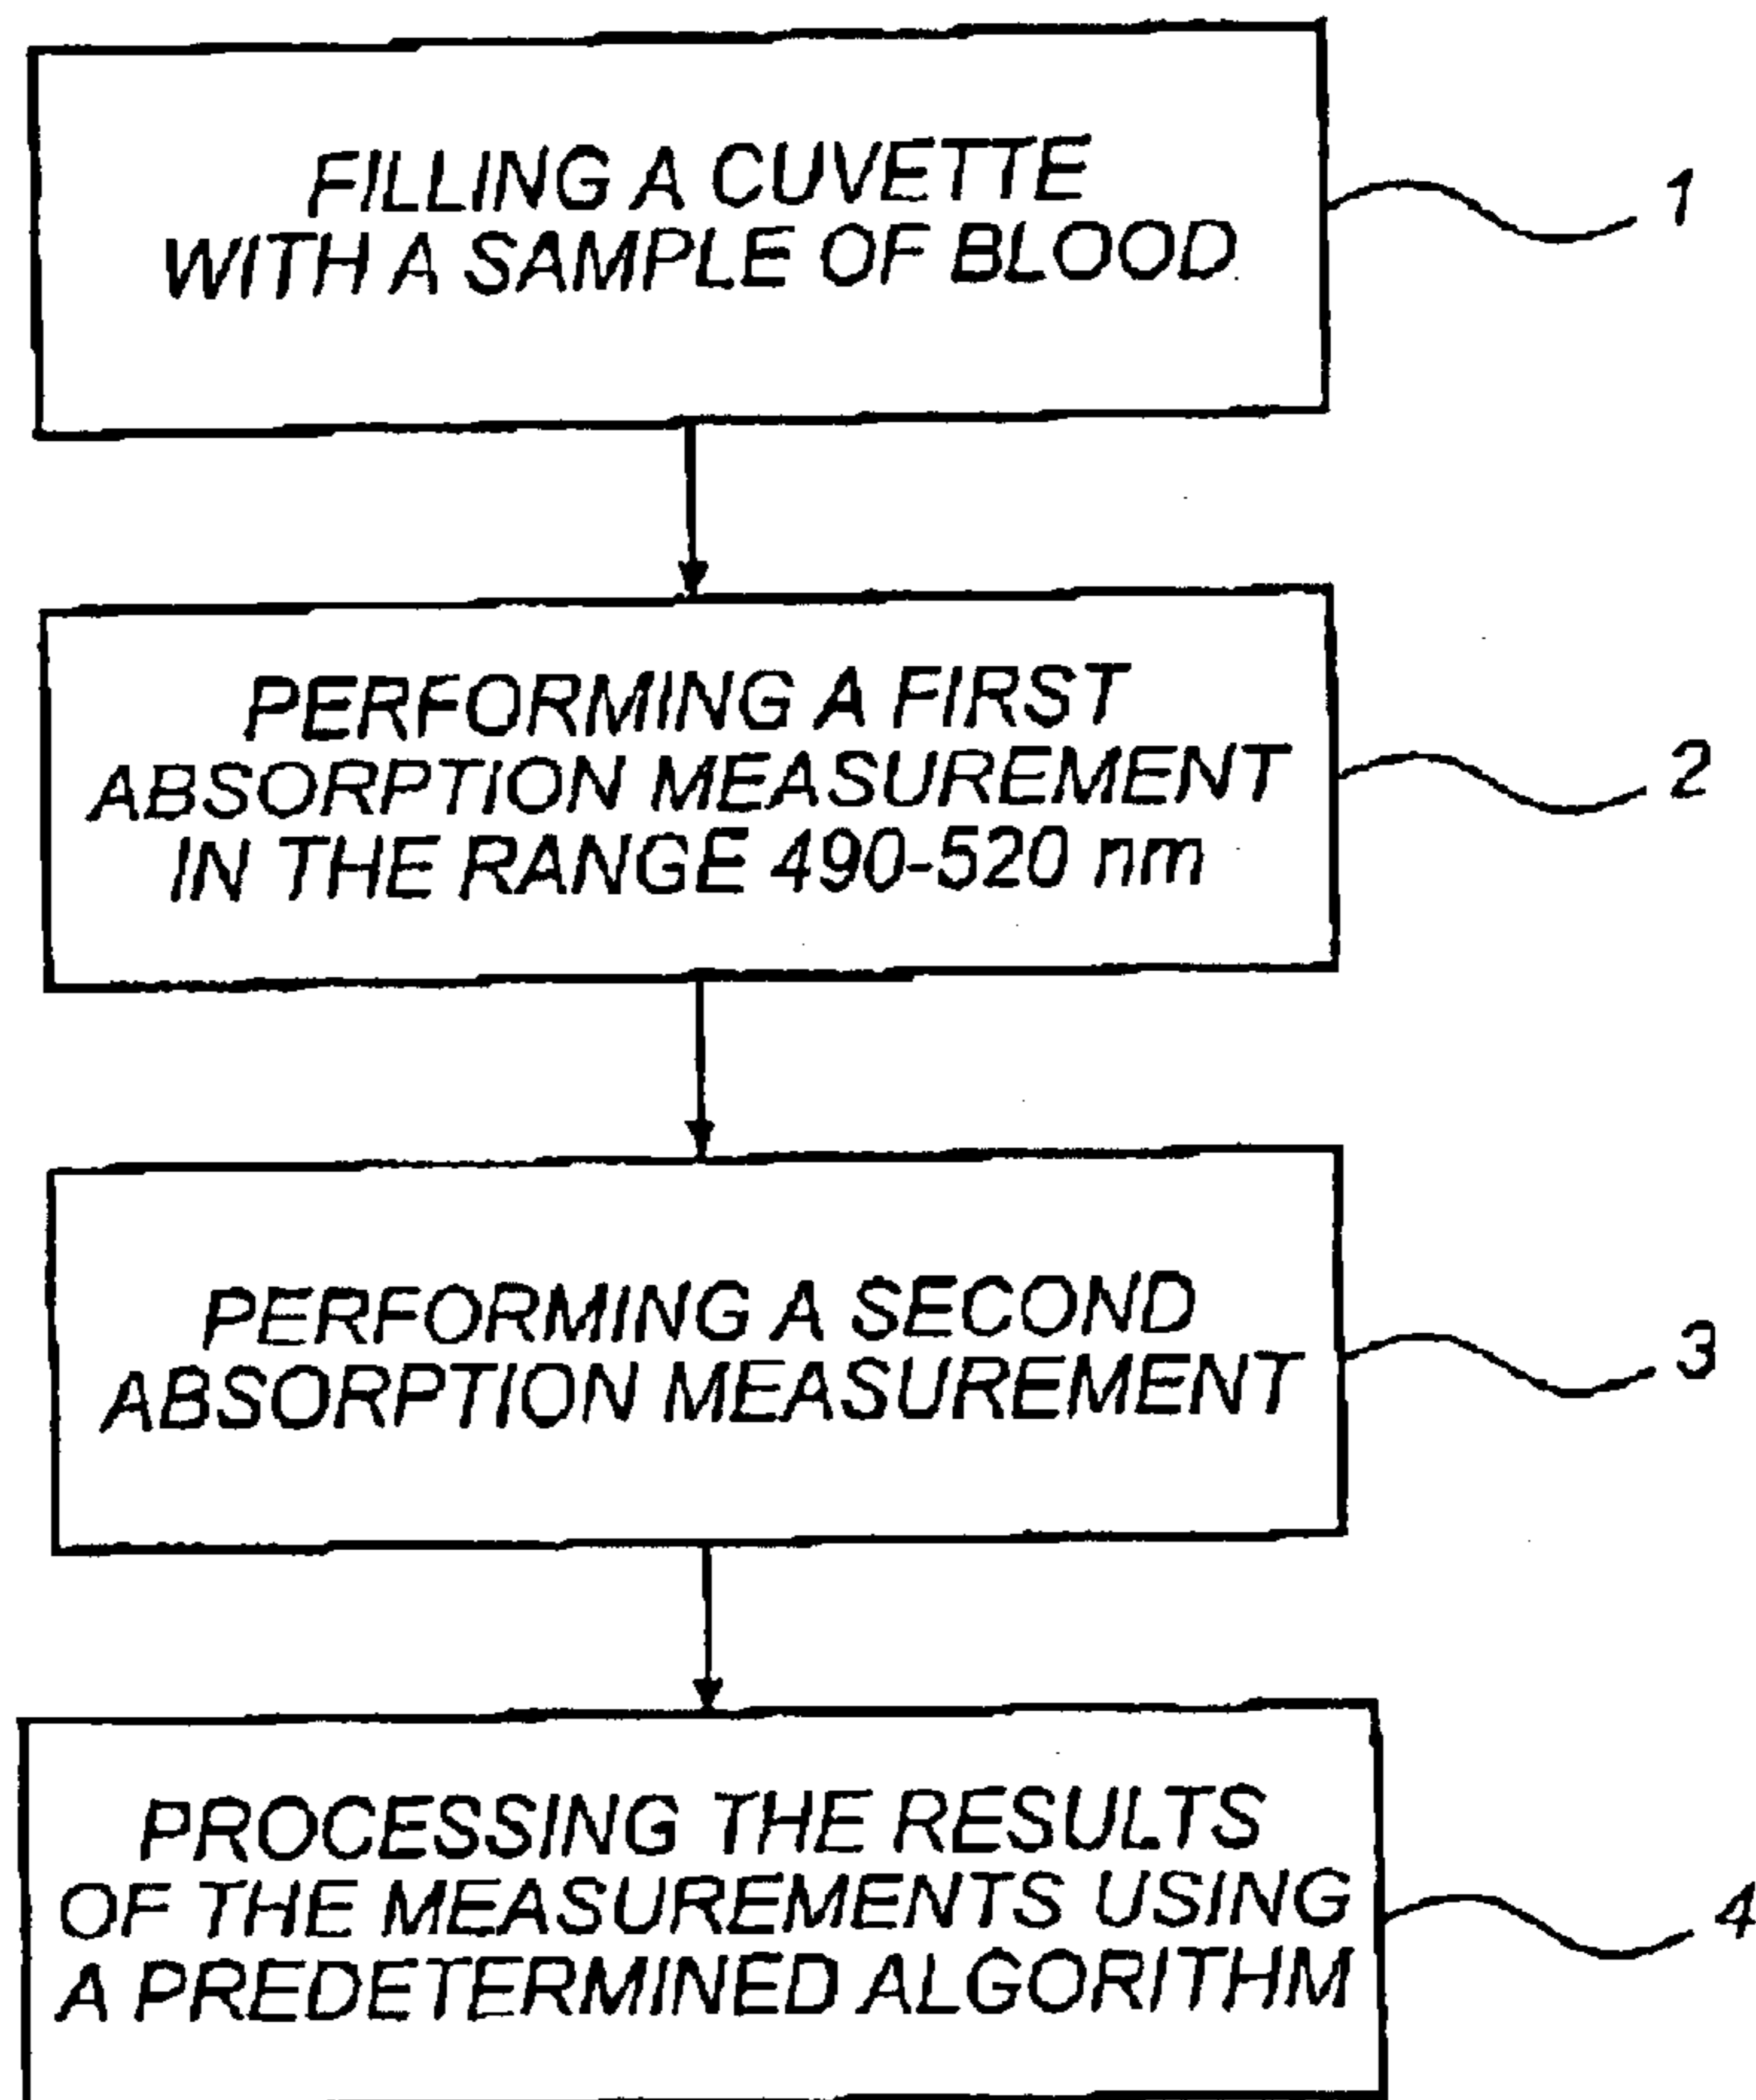 FILLING A CUVETTE
WITH A SAMPLE OF BLOOD
1
PERFORMING A FIRST
ABSORPTION MEASUREMENT
IN THE RANGE 490-520 nm
2
PERFORMING A SECOND
ABSORPTION MEASUREMENT
3
PROCESSING THE RESULTS
OF THE MEASUREMENTS USING
A PREDETERMINED ALGORITHM
4